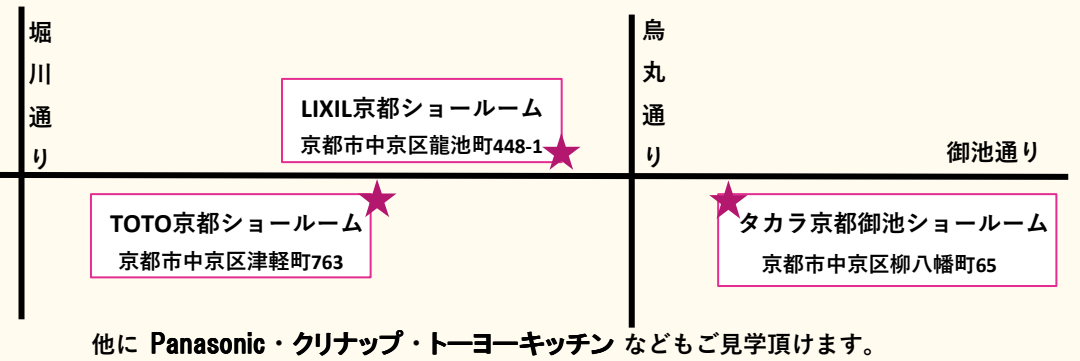 堀川通り
烏丸通り
LIXIL京都ショールーム
京都市中京区龍池町448-1
御池通り
TOTO京都ショールーム
京都市中京区津軽町763
タカラ京都御池ショールーム
京都市中京区柳八幡町65
他に Panasonic・クリナップ・トーヨーキッチン などもご見学頂けます。